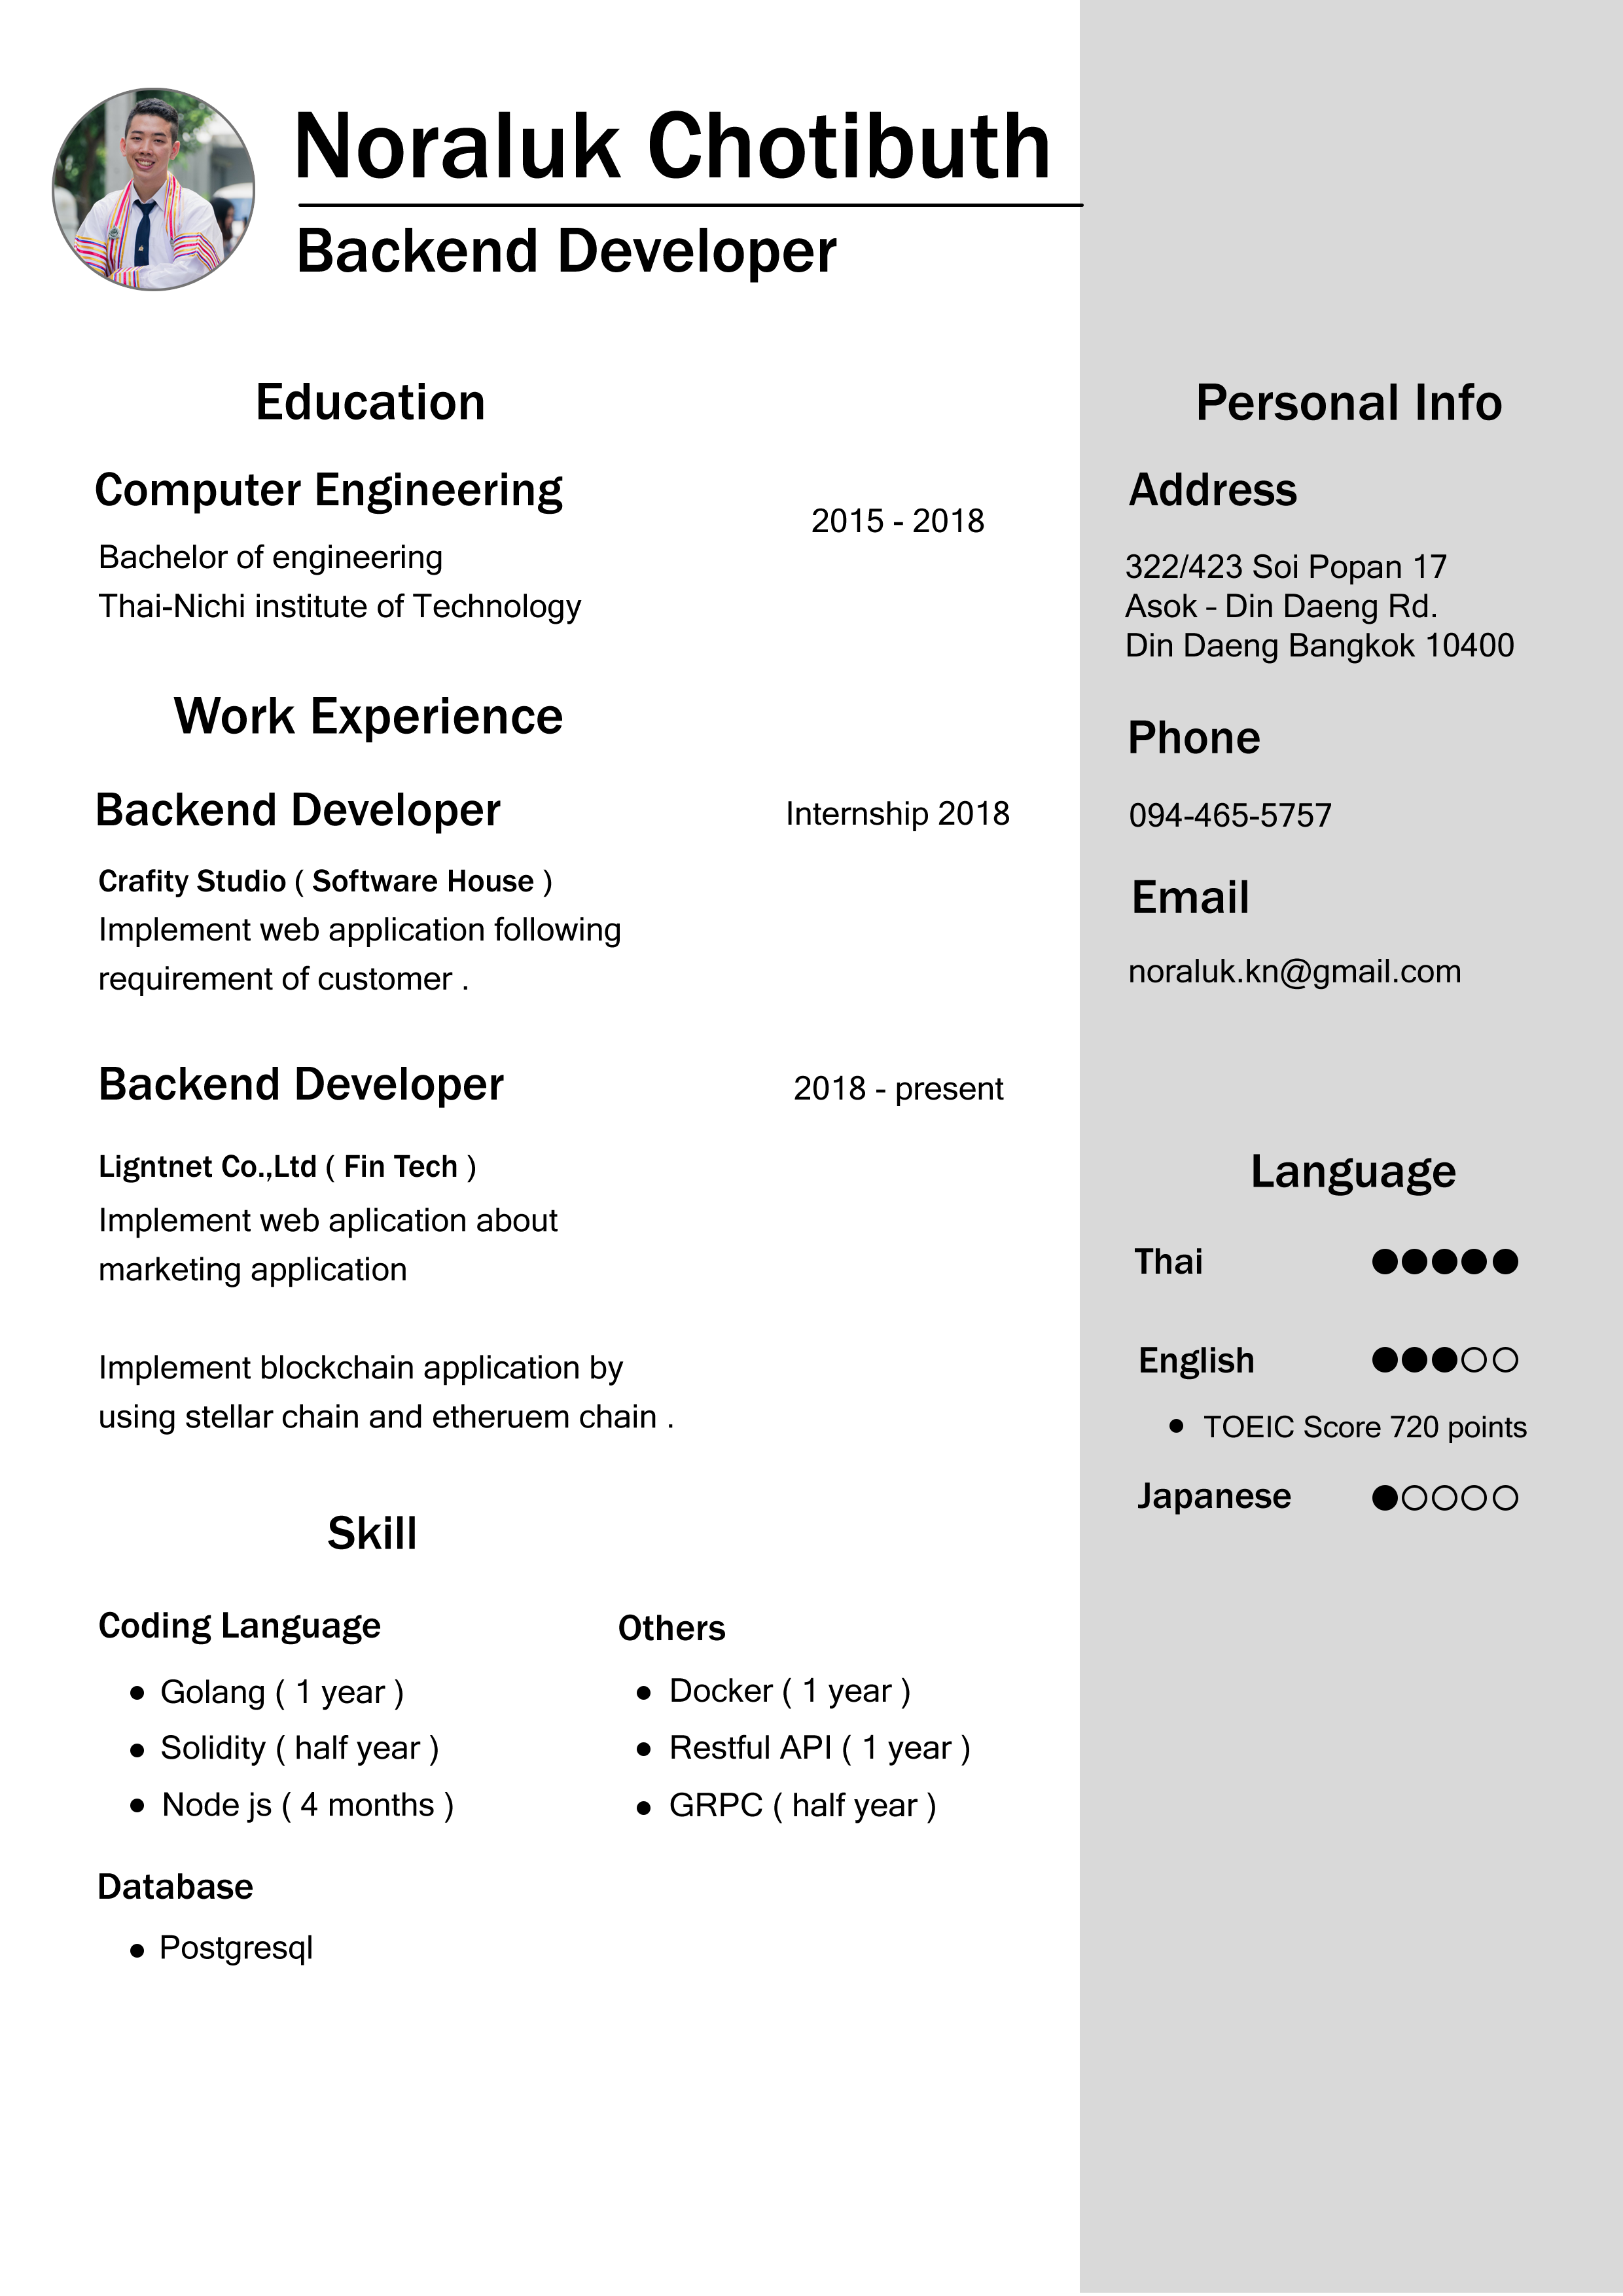 Noraluk Chotibuth
Backend Developer
Education
Computer Engineering
2015 - 2018
Bachelor of engineering
Thai-Nichi institute of Technology
Work Experience
Backend Developer
Internship 2018
Crafity Studio ( Software House )
Implement web application following
requirement of customer .
Backend Developer
2018 - present
Ligntnet Co.,Ltd ( Fin Tech )
Implement web aplication about
marketing application
Implement blockchain application by
using stellar chain and etheruem chain .
Skill
Coding Language
• Golang ( 1 year )
• Solidity ( half year )
• Node js ( 4 months )
Others
• Docker ( 1 year )
• Restful API ( 1 year )
• GRPC ( half year )
Database
• Postgresql
Personal Info
Address
322/423 Soi Popan 17
Asok - Din Daeng Rd.
Din Daeng Bangkok 10400
Phone
094-465-5757
Email
noraluk.kn@gmail.com
Language
Thai
English
• TOEIC Score 720 points
Japanese